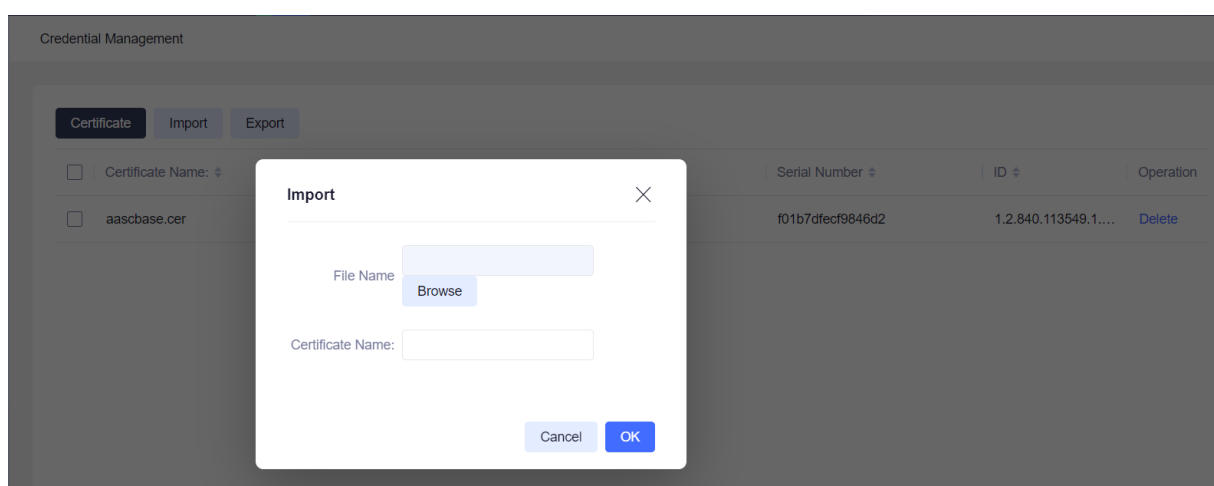 Credential Management
Certificate Import Export
Certificate Name: Serial Number ID Operation
aascbase.cer f01b7dfecf9846d2 1.2.840.113549.1.… Delete
Import
File Name
Browse
Certificate Name:
Cancel OK